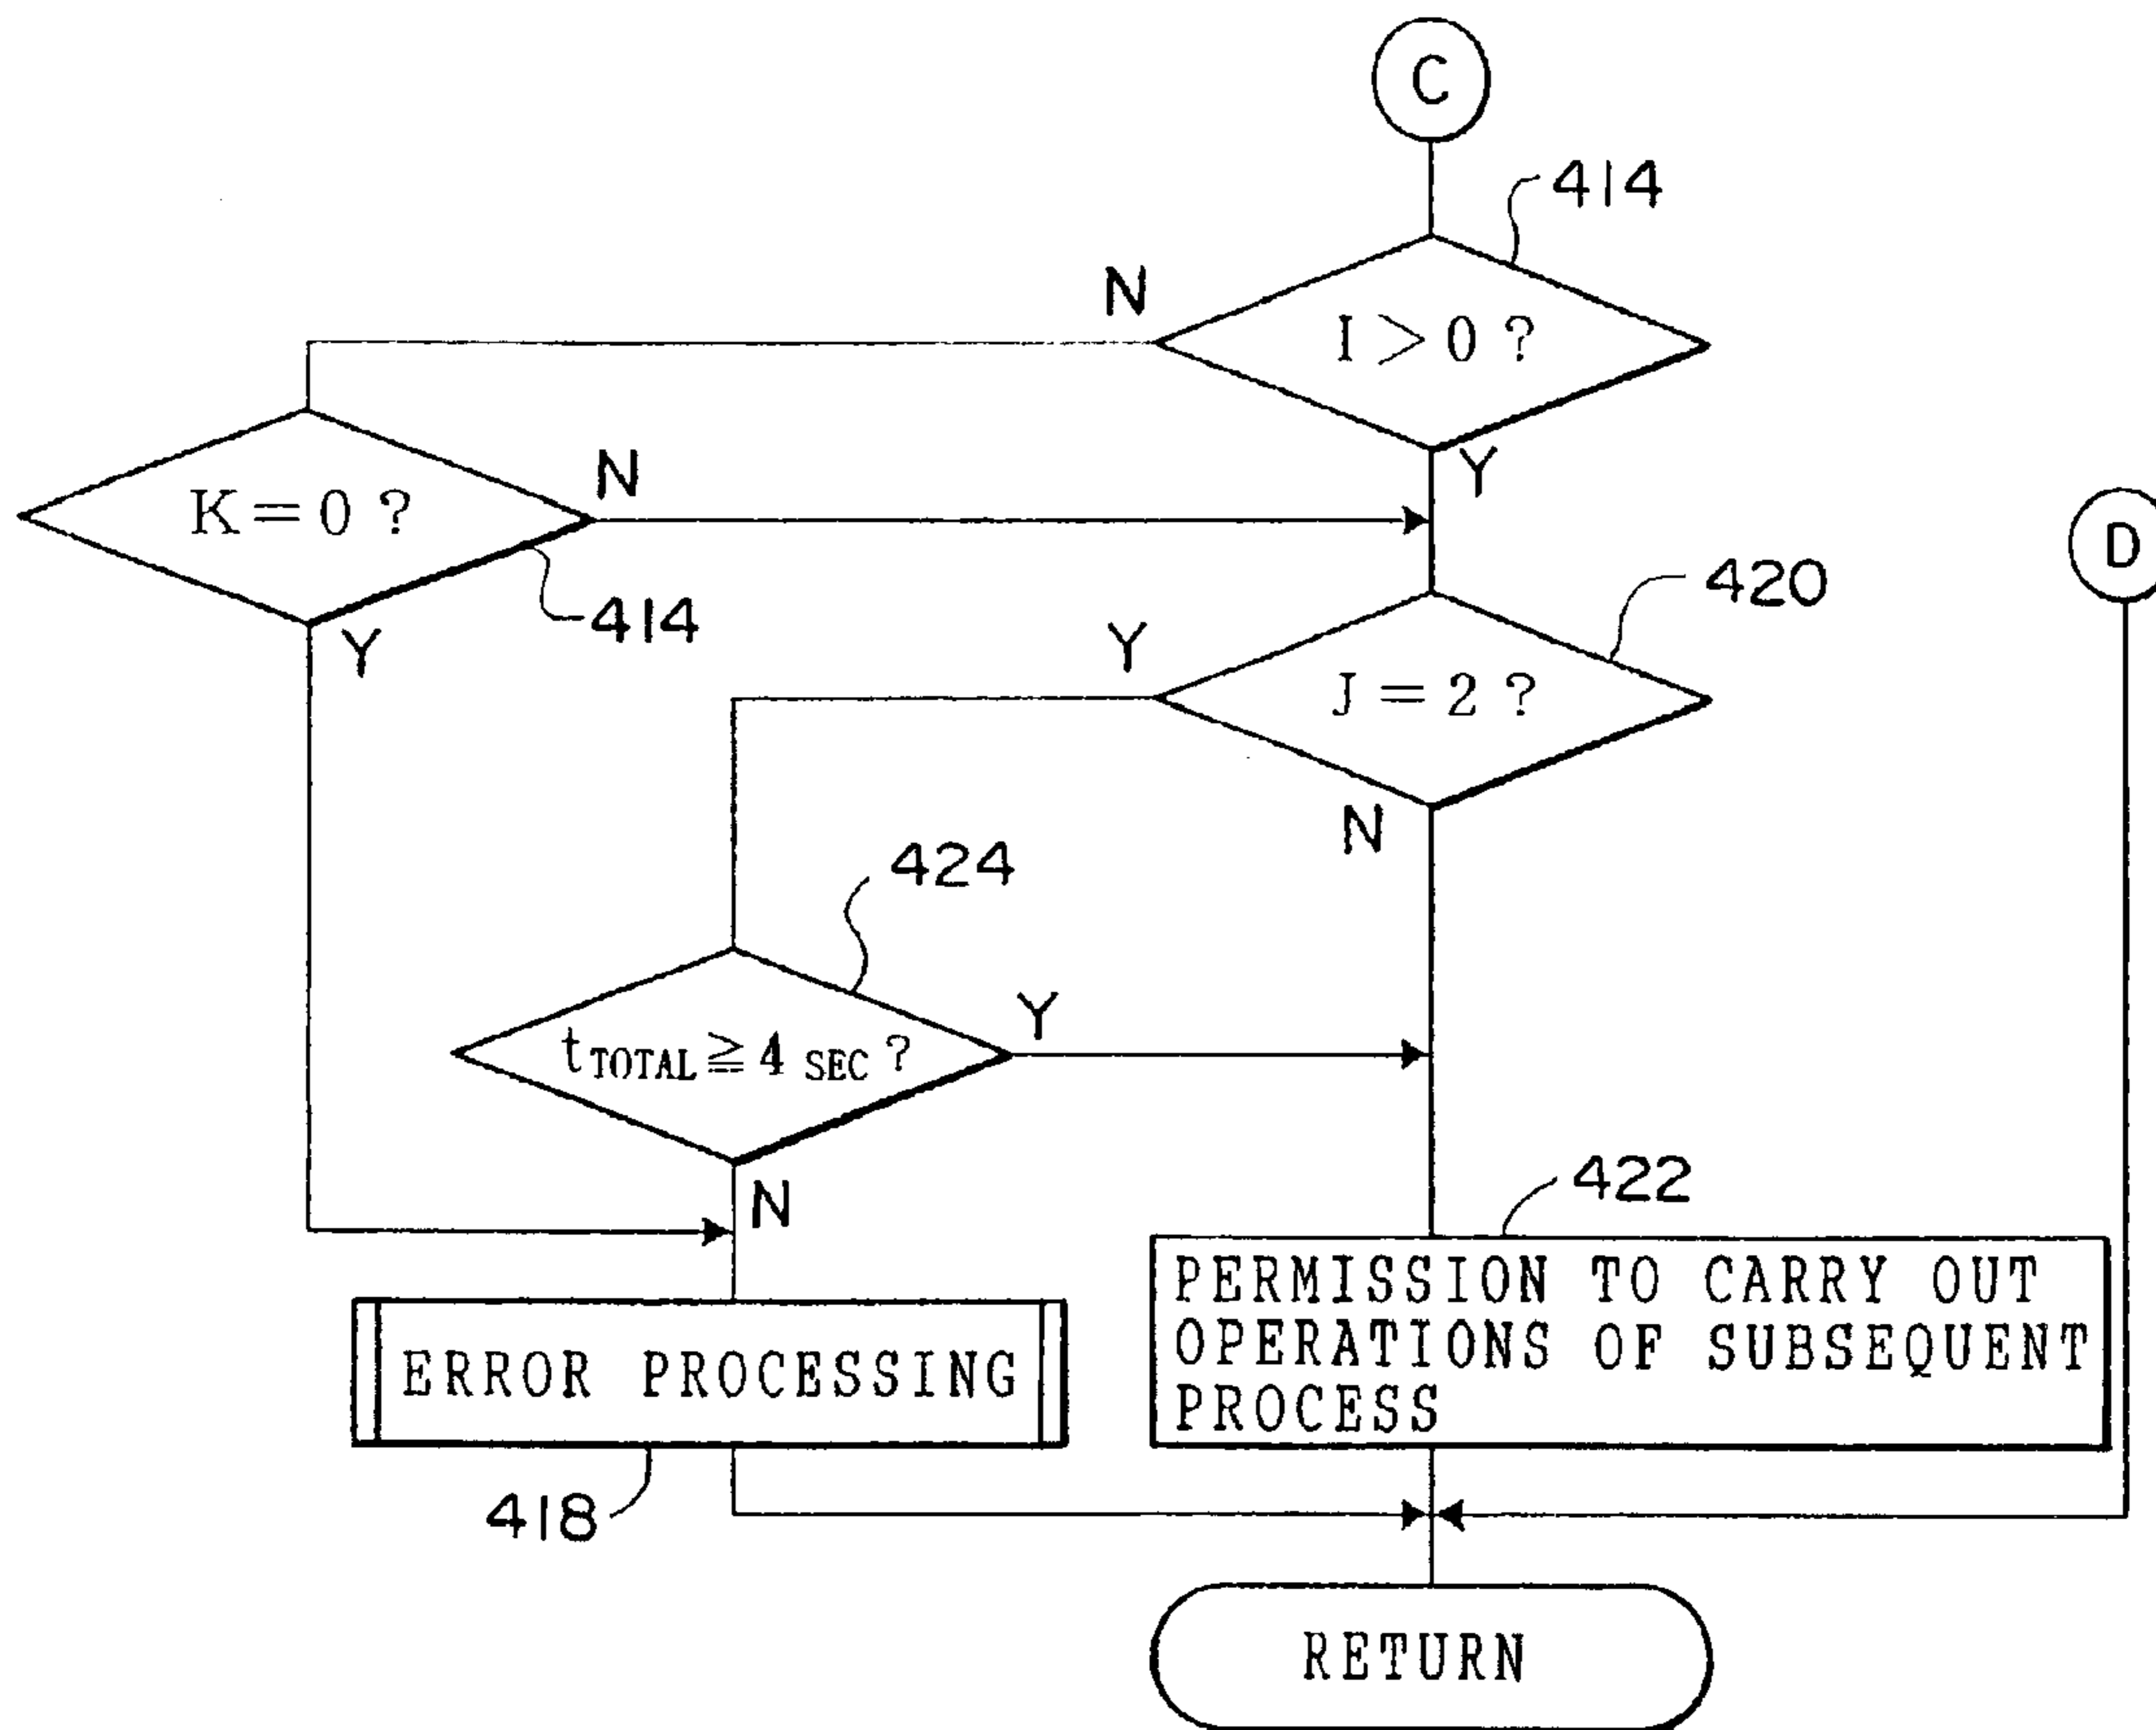 C
414
N
I > 0 ?
Y
K = 0 ?
N
414
Y
D
420
Y
J = 2 ?
N
424
Y
tTOTAL ≧ 4 SEC ?
N
422
PERMISSION TO CARRY OUT
OPERATIONS OF SUBSEQUENT
PROCESS
ERROR PROCESSING
418
RETURN